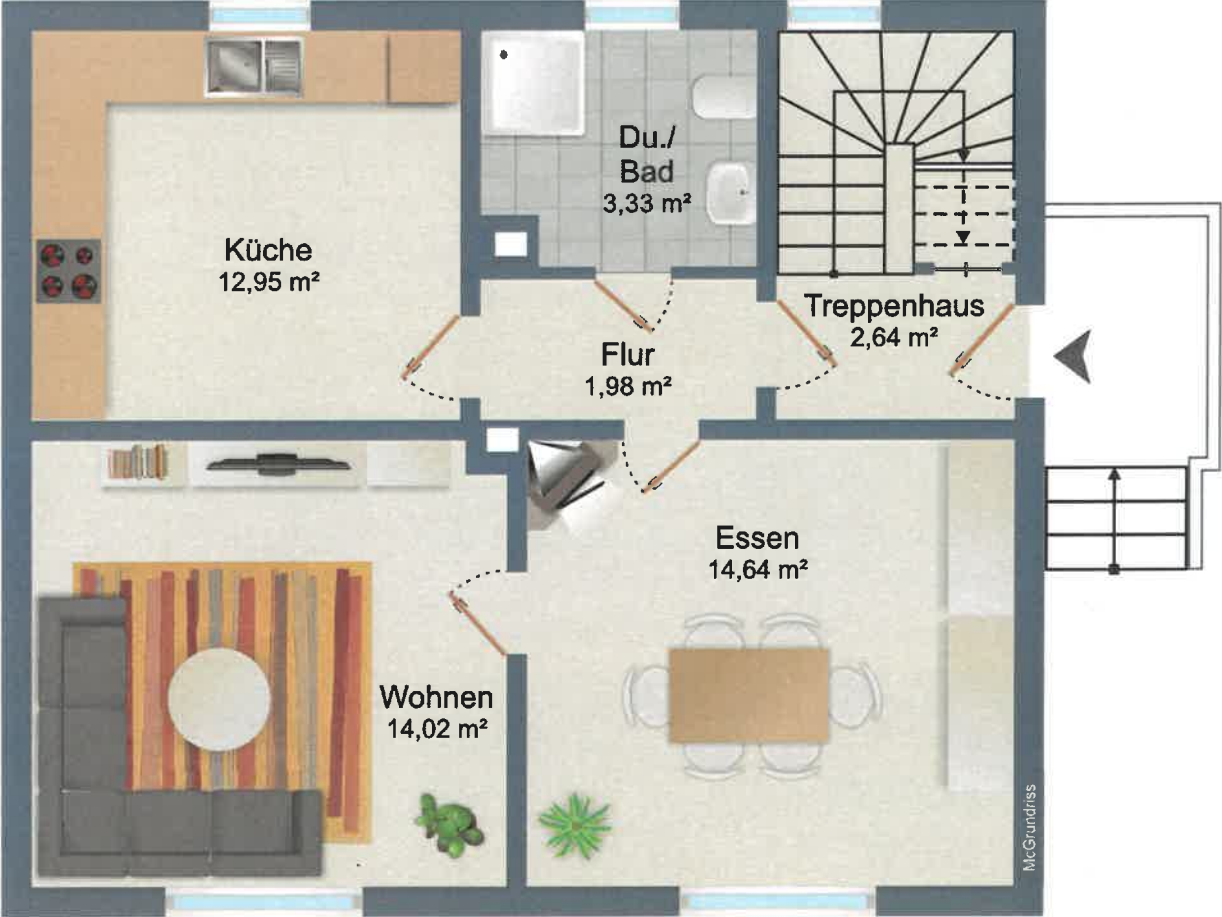 Du./
Bad
3,33 m²
Küche
12,95 m²
Treppenhaus
2,64 m²
Flur
1,98 m²
Essen
14,64 m²
Wohnen
14,02 m²
McGrundriss